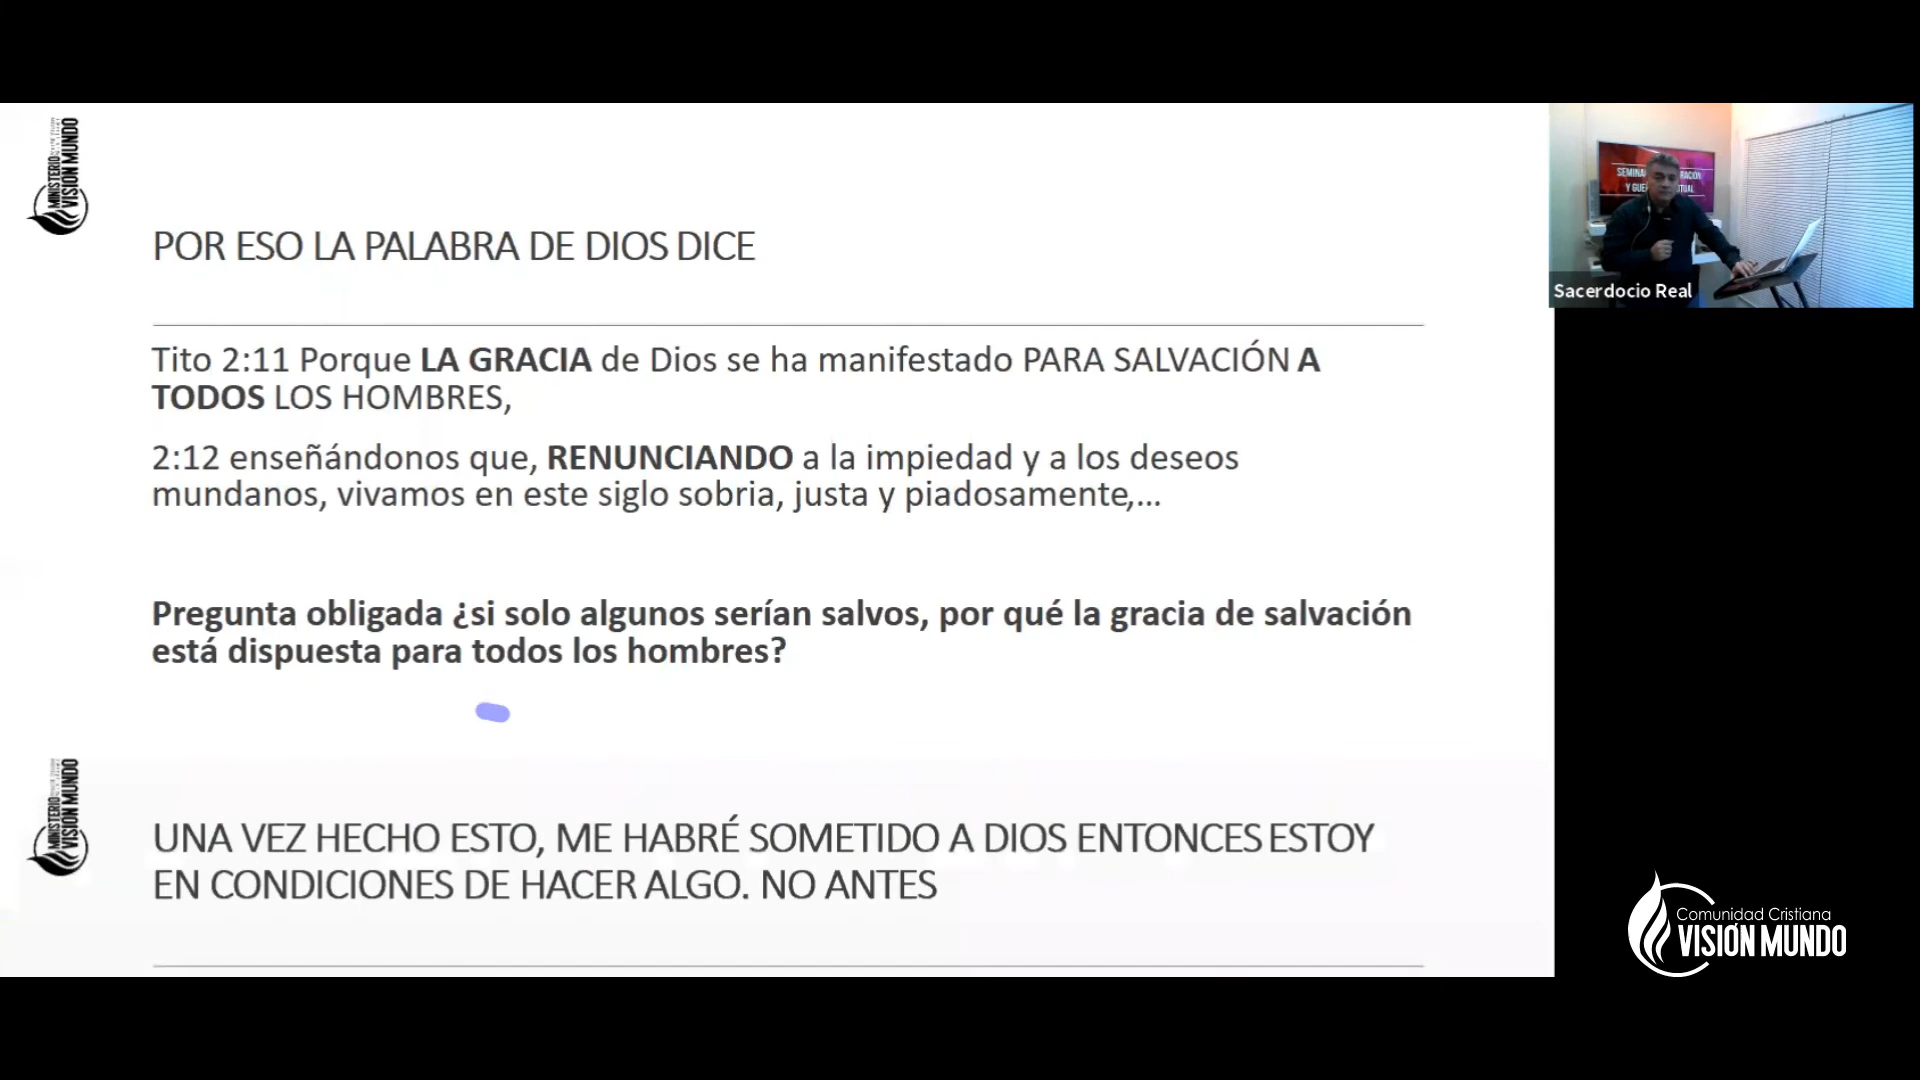 MINISTERIO
VISIÓN MUNDO
POR ESO LA PALABRA DE DIOS DICE
Tito 2:11 Porque LA GRACIA de Dios se ha manifestado PARA SALVACIÓN A
TODOS LOS HOMBRES,
2:12 enseñándonos que, RENUNCIANDO a la impiedad y a los deseos
mundanos, vivamos en este siglo sobria, justa y piadosamente,...
Pregunta obligada ¿si solo algunos serían salvos, por qué la gracia de salvación
está dispuesta para todos los hombres?
MINISTERIO
VISIÓN MUNDO
UNA VEZ HECHO ESTO, ME HABRÉ SOMETIDO A DIOS ENTONCES ESTOY
EN CONDICIONES DE HACER ALGO. NO ANTES
Sacerdocio Real
Comunidad Cristiana
VISIÓN MUNDO